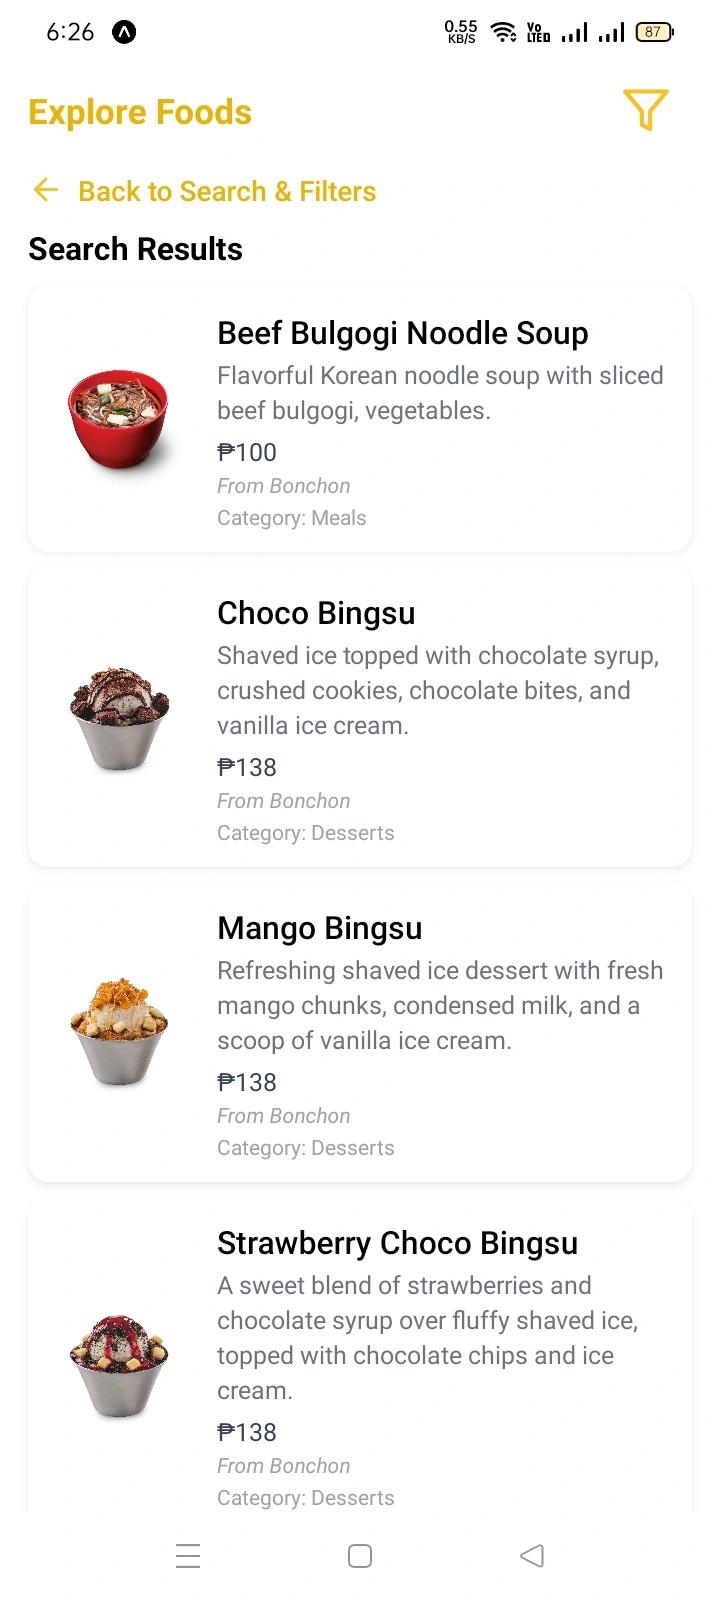 6:26
0.55
KB/S
Vo
LTED
87
Explore Foods
Back to Search & Filters
Search Results
Beef Bulgogi Noodle Soup
Flavorful Korean noodle soup with sliced
beef bulgogi, vegetables.
₱100
From Bonchon
Category: Meals
Choco Bingsu
Shaved ice topped with chocolate syrup,
crushed cookies, chocolate bites, and
vanilla ice cream.
₱138
From Bonchon
Category: Desserts
Mango Bingsu
Refreshing shaved ice dessert with fresh
mango chunks, condensed milk, and a
scoop of vanilla ice cream.
₱138
From Bonchon
Category: Desserts
Strawberry Choco Bingsu
A sweet blend of strawberries and
chocolate syrup over fluffy shaved ice,
topped with chocolate chips and ice
cream.
₱138
From Bonchon
Category: Desserts